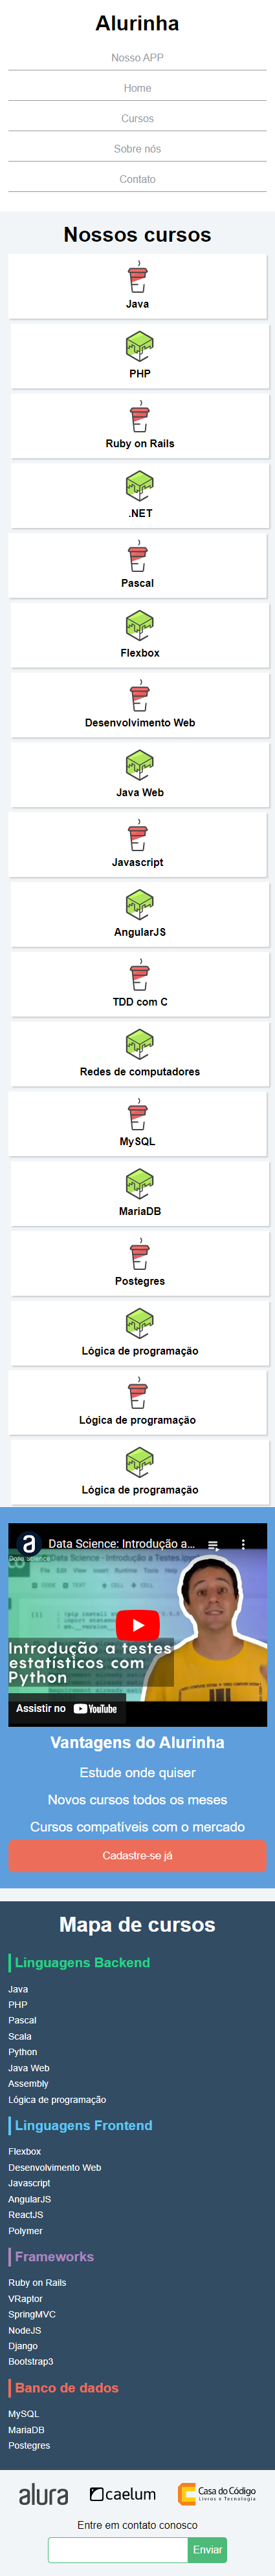 Alurinha
Nosso APP
Home
Cursos
Sobre nós
Contato
Nossos cursos
Java
PHP
Ruby on Rails
.NET
Pascal
Flexbox
Desenvolvimento Web
Java Web
Javascript
AngularJS
TDD com C
Redes de computadores
MySQL
MariaDB
Postegres
Lógica de programação
Lógica de programação
Lógica de programação
Data Science: Introdução a...
Introdução a testes
estatísticos com
Python
Assistir no YouTube
Vantagens do Alurinha
Estude onde quiser
Novos cursos todos os meses
Cursos compatíveis com o mercado
Cadastre-se já
Mapa de cursos
Linguagens Backend
Java
PHP
Pascal
Scala
Python
Java Web
Assembly
Lógica de programação
Linguagens Frontend
Flexbox
Desenvolvimento Web
Javascript
AngularJS
ReactJS
Polymer
Frameworks
Ruby on Rails
VRaptor
SpringMVC
NodeJS
Django
Bootstrap3
Banco de dados
MySQL
MariaDB
Postegres
alura caelum Casa do Código
Livros e Tecnologia
Entre em contato conosco
Enviar